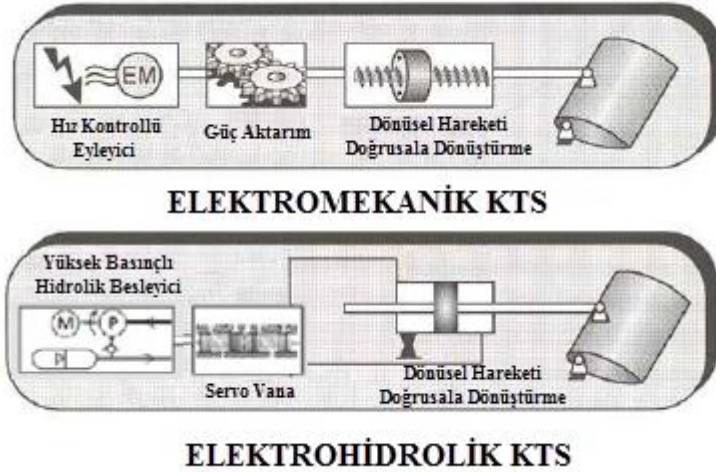 EM
Hız Kontrollü
Eyleyici
Güç Aktarım
Dönüsel Hareketi
Doğrusala Dönüştürme
ELEKTROMEKANİK KTS
Yüksek Basınçlı
Hidrolik Besleyici
M
P
Servo Vana
Dönüsel Hareketi
Doğrusala Dönüştürme
ELEKTROHİDROLİK KTS